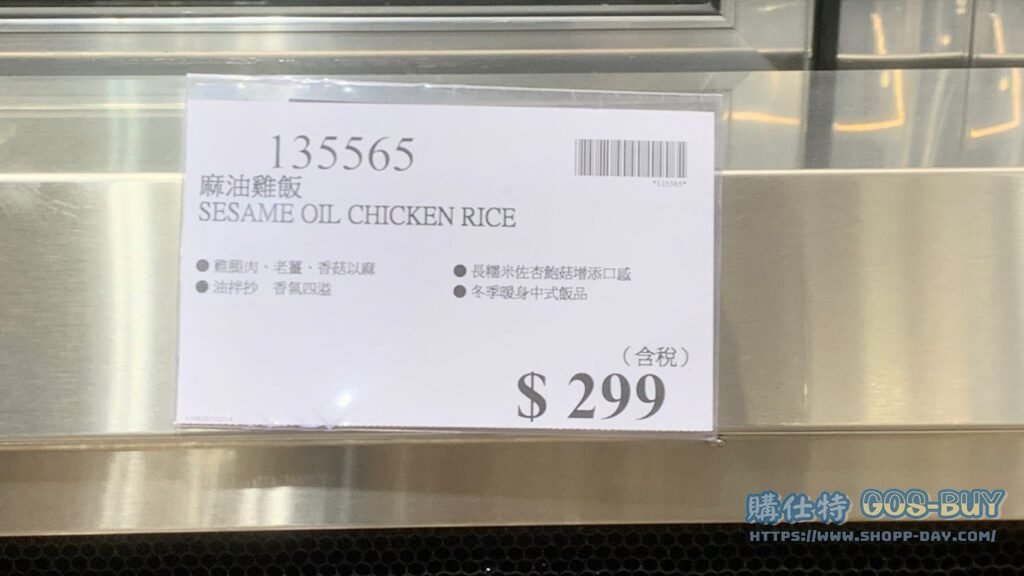 135565
*135565*
麻油雞飯
SESAME OIL CHICKEN RICE
● 雞腿肉、老薑、香菇以麻
● 油拌抄　香氣四溢
● 長糯米佐杏鮑菇增添口感
● 冬季暖身中式飯品
（含稅）
$ 299
購仕特 GOS-BUY
HTTPS://WWW.SHOPP-DAY.COM/